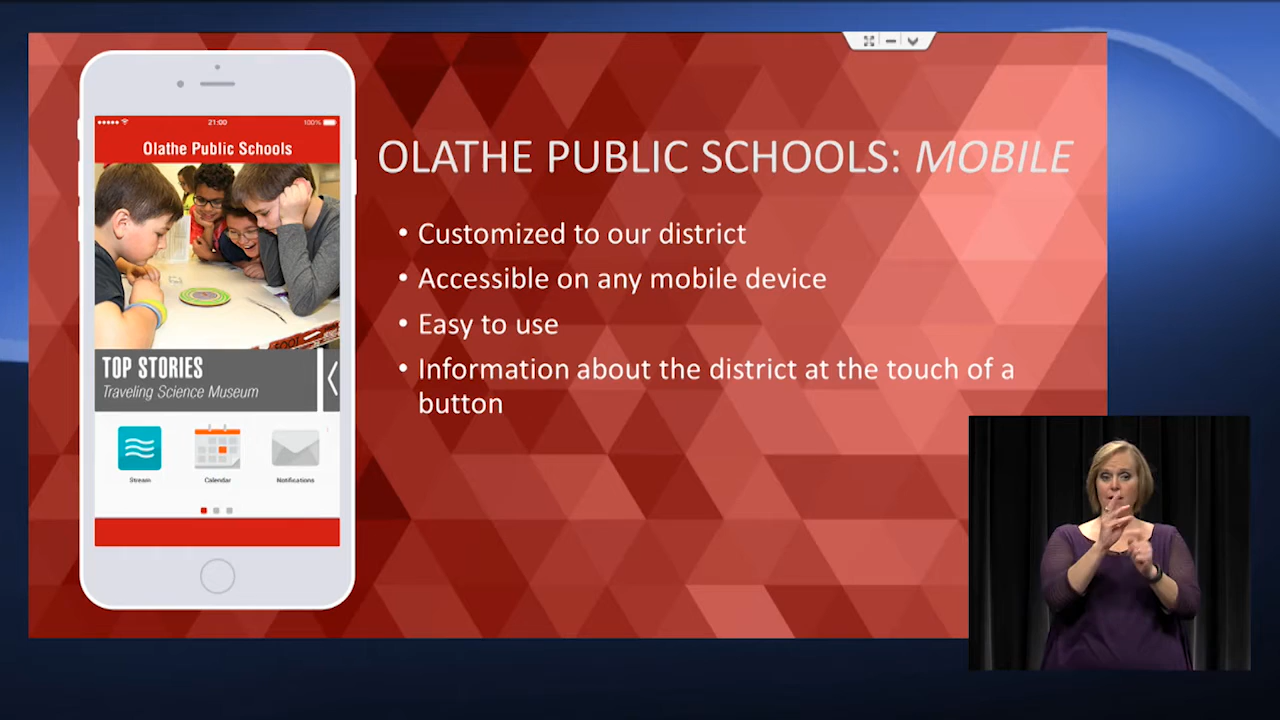 21:00
100%
Olathe Public Schools
TOP STORIES
Traveling Science Museum
Stream
Calendar
Notifications
OLATHE PUBLIC SCHOOLS: MOBILE
• Customized to our district
• Accessible on any mobile device
• Easy to use
• Information about the district at the touch of a
button